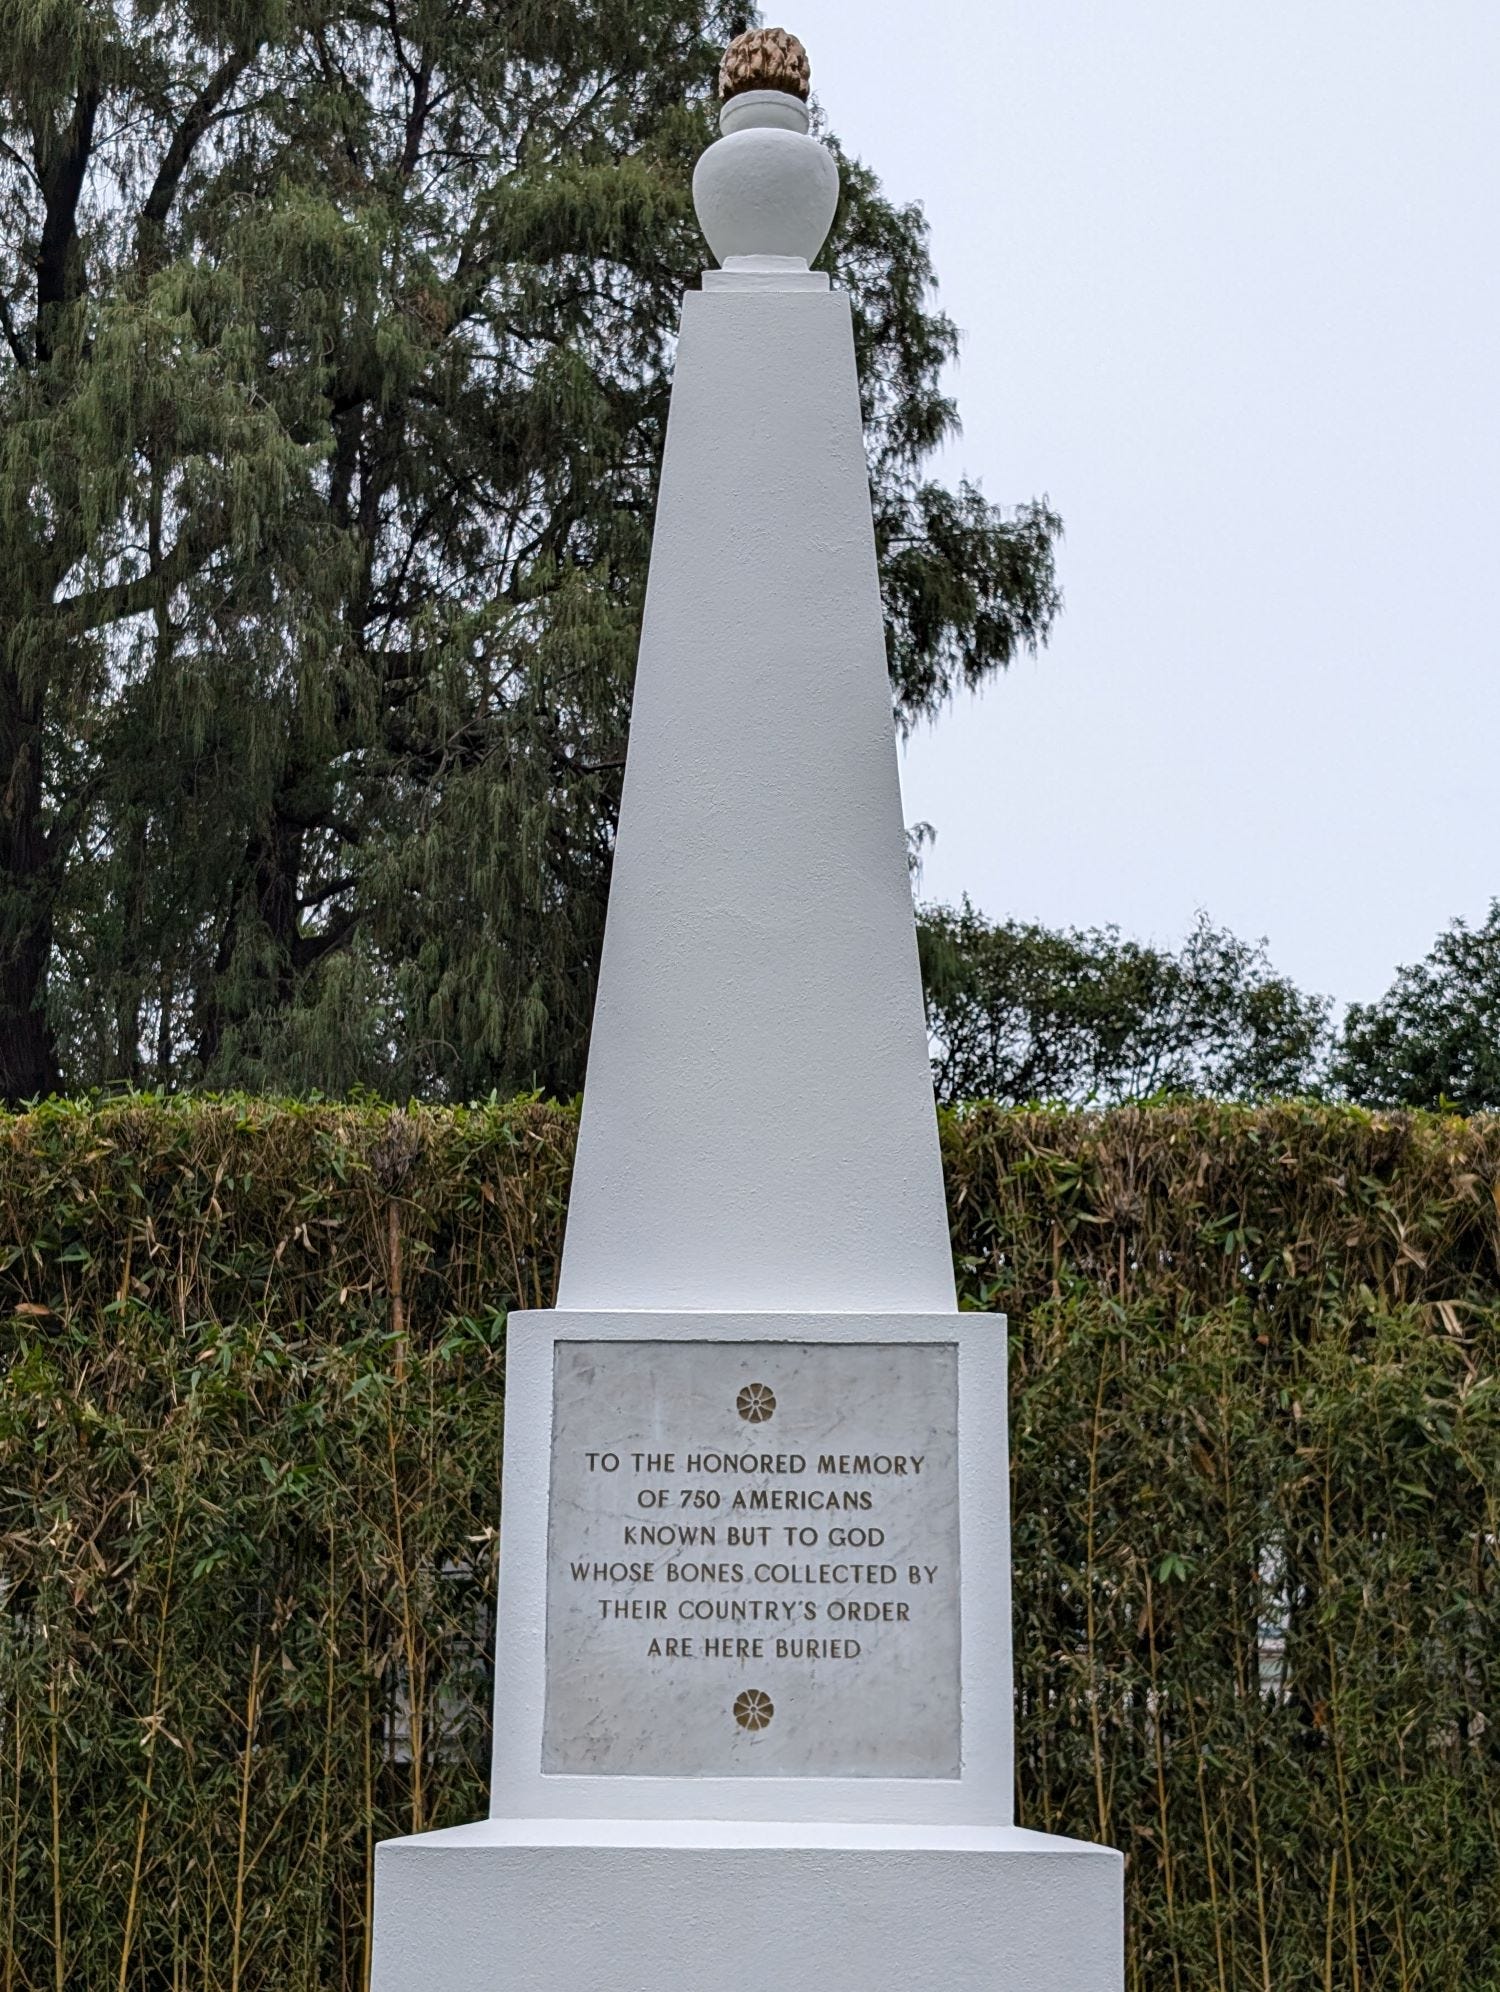 TO THE HONORED MEMORY
OF 750 AMERICANS
KNOWN BUT TO GOD
WHOSE BONES COLLECTED BY
THEIR COUNTRY'S ORDER
ARE HERE BURIED